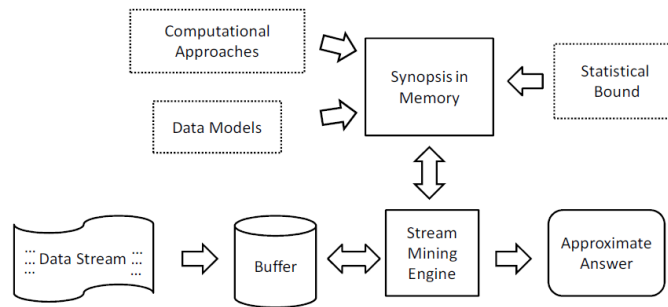 Computational
Approaches
Synopsis in
Memory
Statistical
Bound
Data Models
... Data Stream ...
... ...
... ...
Buffer
Stream
Mining
Engine
Approximate
Answer